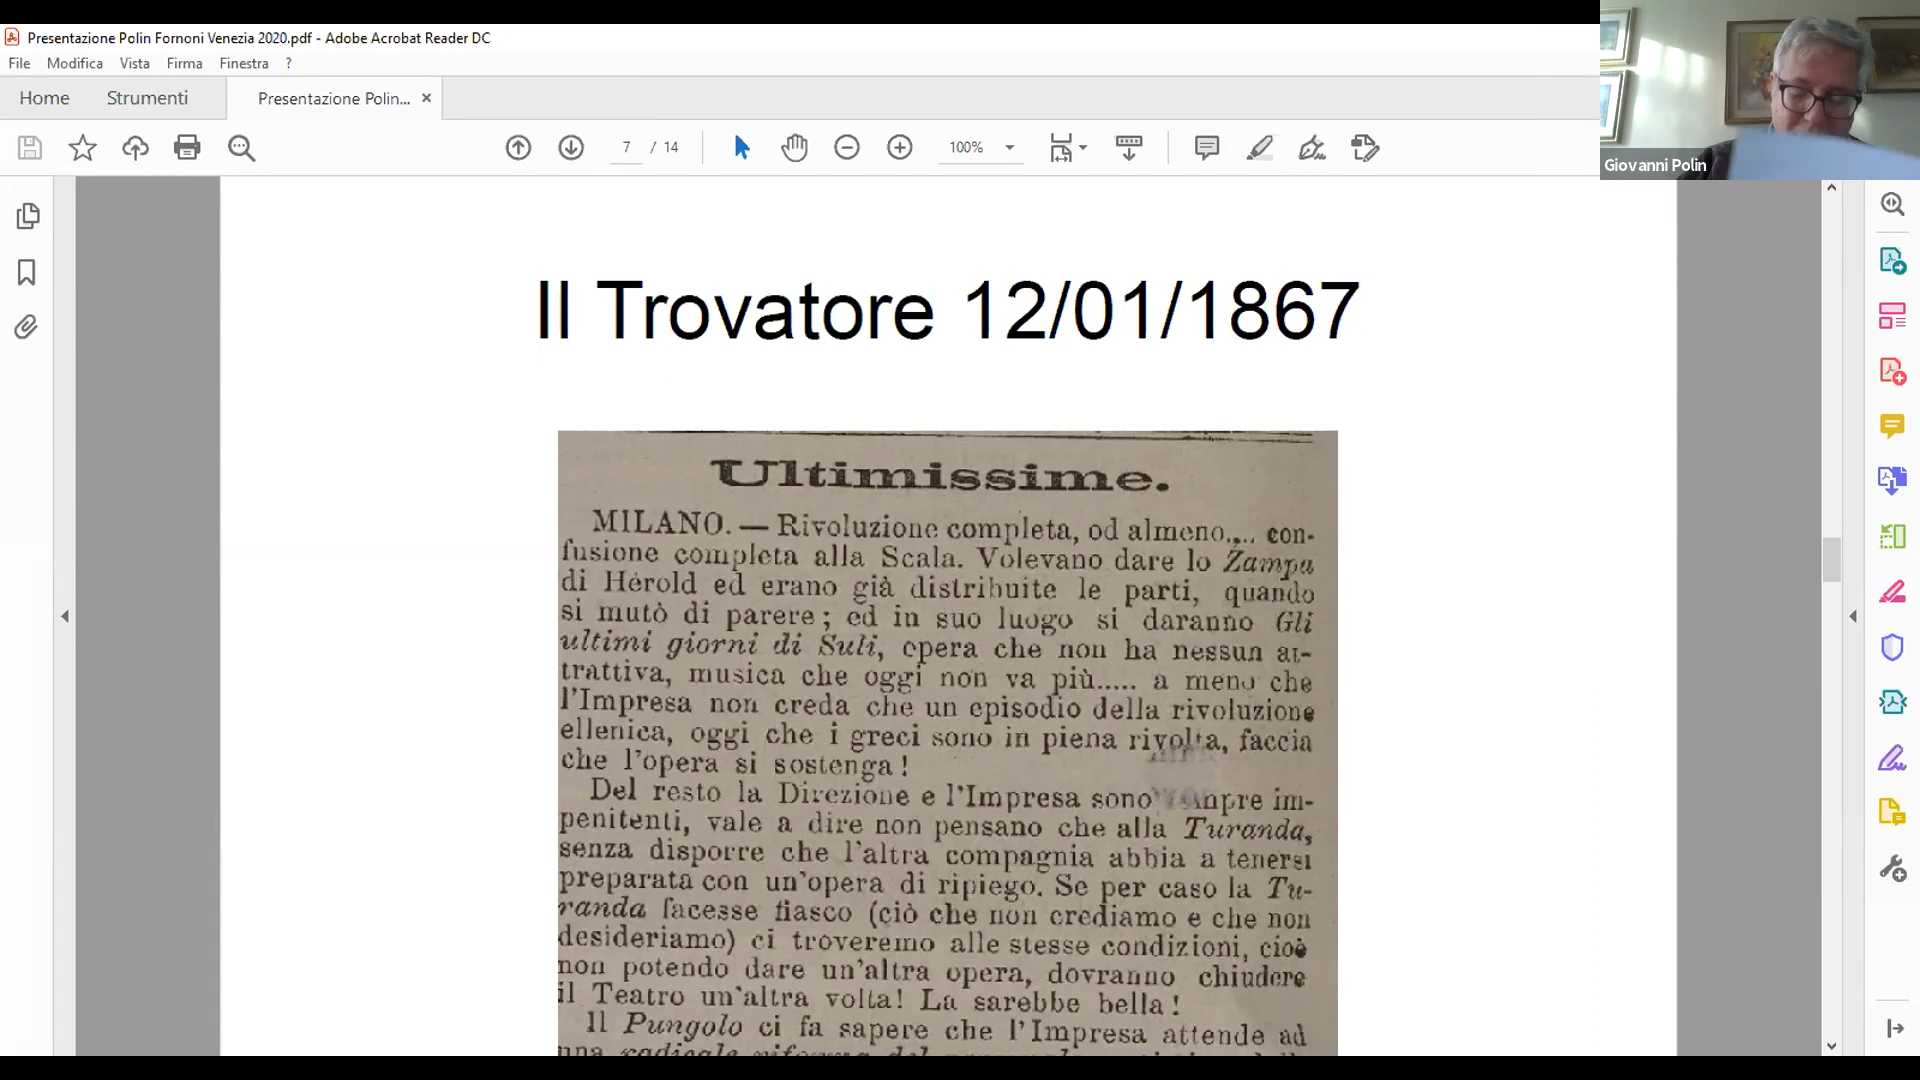 Presentazione Polin Fornoni Venezia 2020.pdf - Adobe Acrobat Reader DC
File Modifica Vista Firma Finestra ?
Home Strumenti Presentazione Polin... ×
7 / 14 100%
Giovanni Polin
Il Trovatore 12/01/1867
Ultimissime.
MILANO. — Rivoluzione completa, od almeno.... con-
fusione completa alla Scala. Volevano dare lo Zampa
di Hérold ed erano già distribuite le parti, quando
si mutò di parere; ed in suo luogo si daranno Gli
ultimi giorni di Suli, opera che non ha nessun at-
trattiva, musica che oggi non va più..... a meno che
l'Impresa non creda che un episodio della rivoluzione
ellenica, oggi che i greci sono in piena rivolta, faccia
che l'opera si sostenga!
Del resto la Direzione e l'Impresa sono sempre im-
penitenti, vale a dire non pensano che alla Turanda,
senza disporre che l'altra compagnia abbia a tenersi
preparata con un'opera di ripiego. Se per caso la Tu-
randa facesse fiasco (ciò che non crediamo e che non
desideriamo) ci troveremo alle stesse condizioni, cioè
non potendo dare un'altra opera, dovranno chiudere
il Teatro un'altra volta! La sarebbe bella!
Il Pungolo ci fa sapere che l'Impresa attende ad
una radicale riforma del